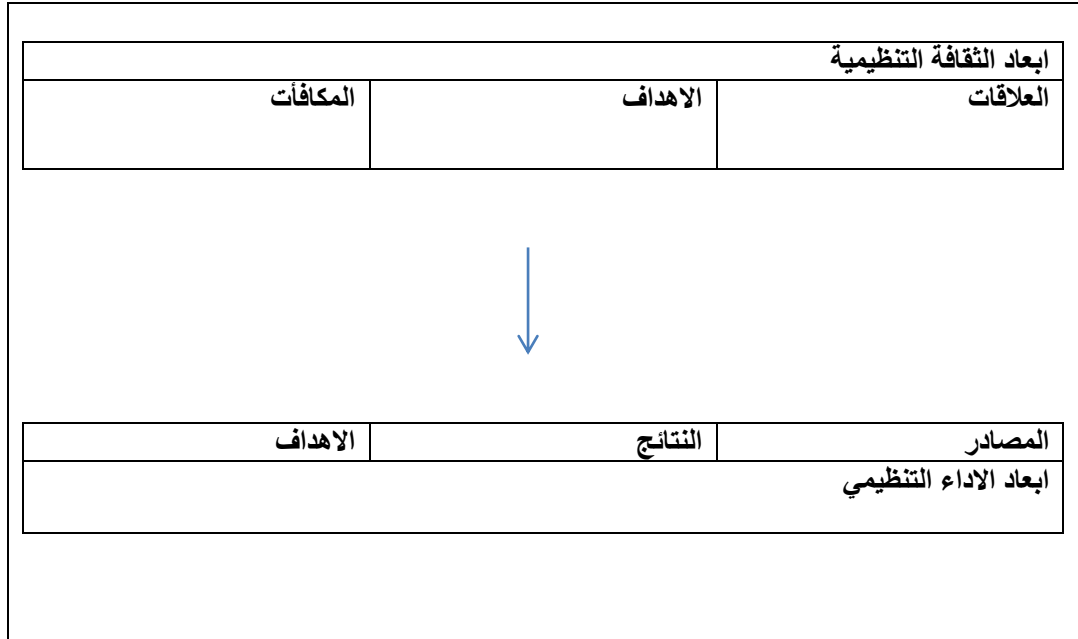 ابعاد الثقافة التنظيمية
العلاقات الاهداف المكافأت
المصادر النتائج الاهداف
ابعاد الاداء التنظيمي